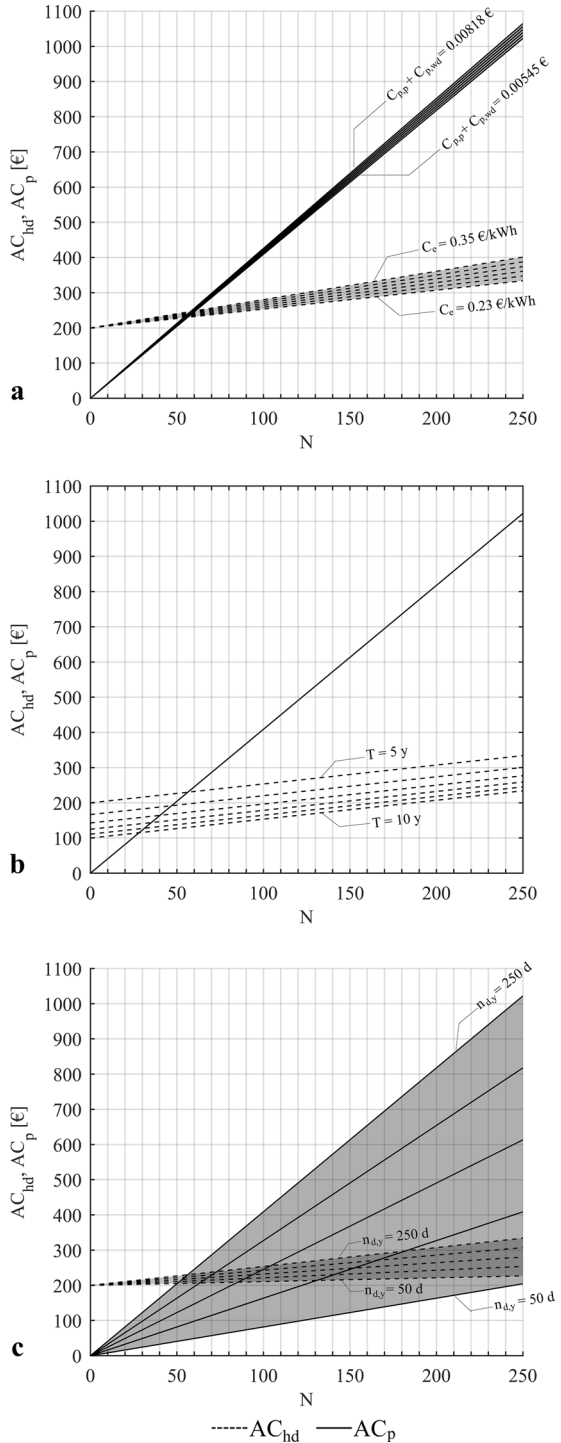 1100
1000
900
800
700
600
500
400
300
200
100
0
AC_hd, AC_p [€]
C_p,p + C_p,wd = 0.00818 €
C_p,p + C_p,wd = 0.00545 €
C_e = 0.35 €/kWh
C_e = 0.23 €/kWh
a
0 50 100 150 200 250
N
1100
1000
900
800
700
600
500
400
300
200
100
0
AC_hd, AC_p [€]
T = 5 y
T = 10 y
b
0 50 100 150 200 250
N
1100
1000
900
800
700
600
500
400
300
200
100
0
AC_hd, AC_p [€]
n_d,y = 250 d
n_d,y = 250 d
n_d,y = 50 d
n_d,y = 50 d
c
0 50 100 150 200 250
N
AC_hd AC_p